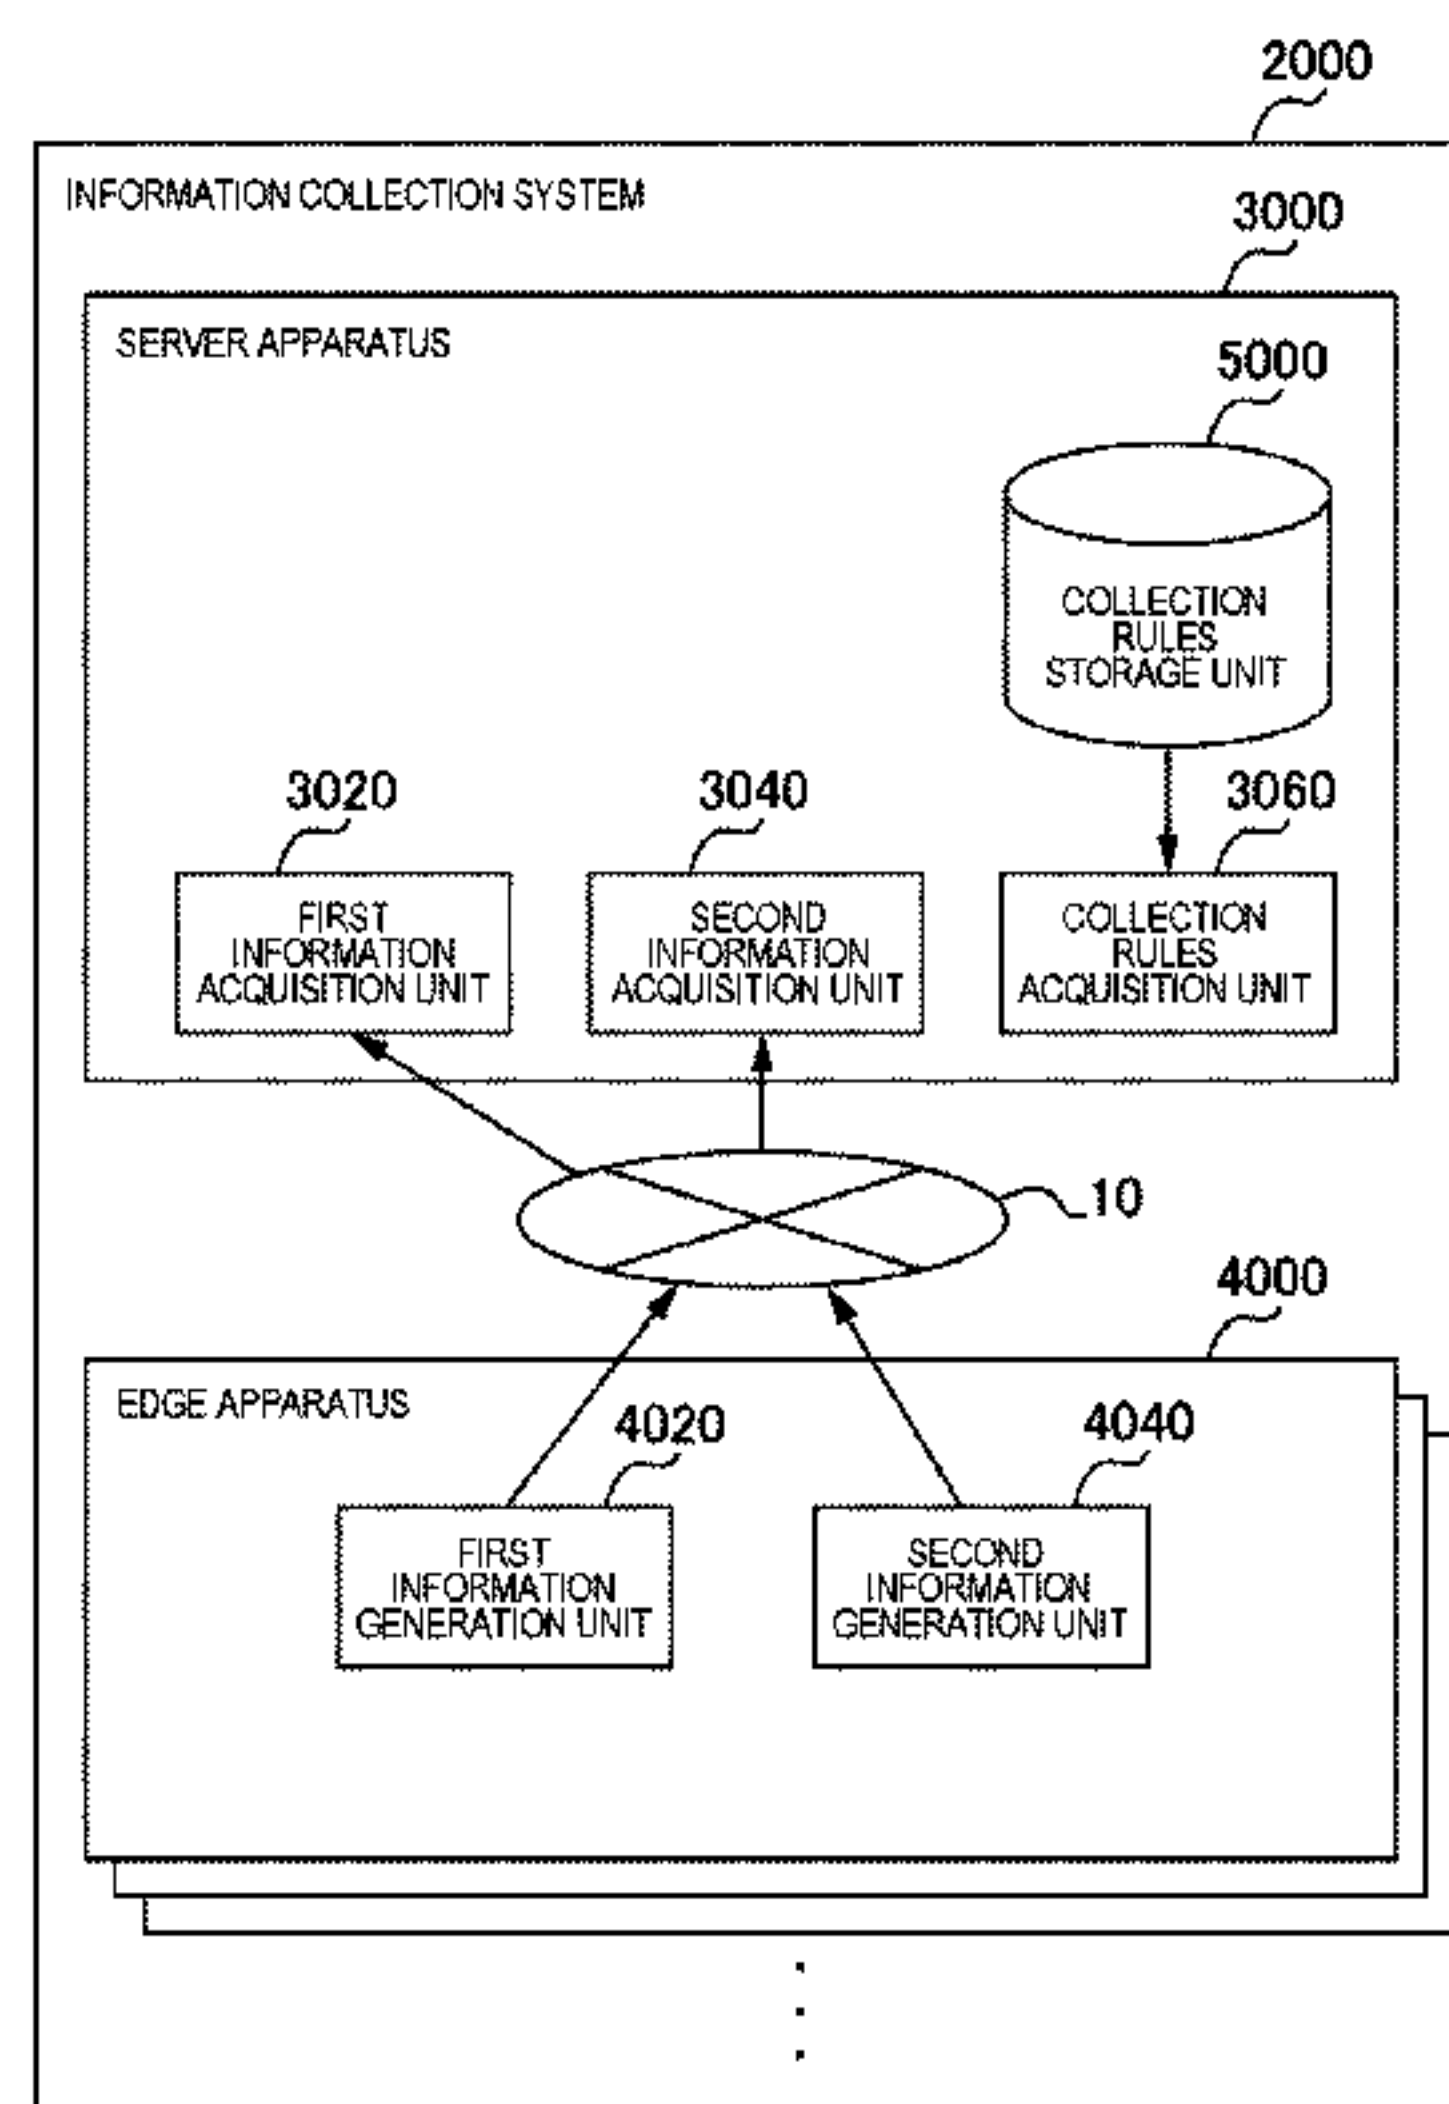 2000
INFORMATION COLLECTION SYSTEM
3000
SERVER APPARATUS
5000
COLLECTION
RULES
STORAGE UNIT
3020
3040
3060
FIRST
INFORMATION
ACQUISITION UNIT
SECOND
INFORMATION
ACQUISITION UNIT
COLLECTION
RULES
ACQUISITION UNIT
10
4000
EDGE APPARATUS
4020
4040
FIRST
INFORMATION
GENERATION UNIT
SECOND
INFORMATION
GENERATION UNIT